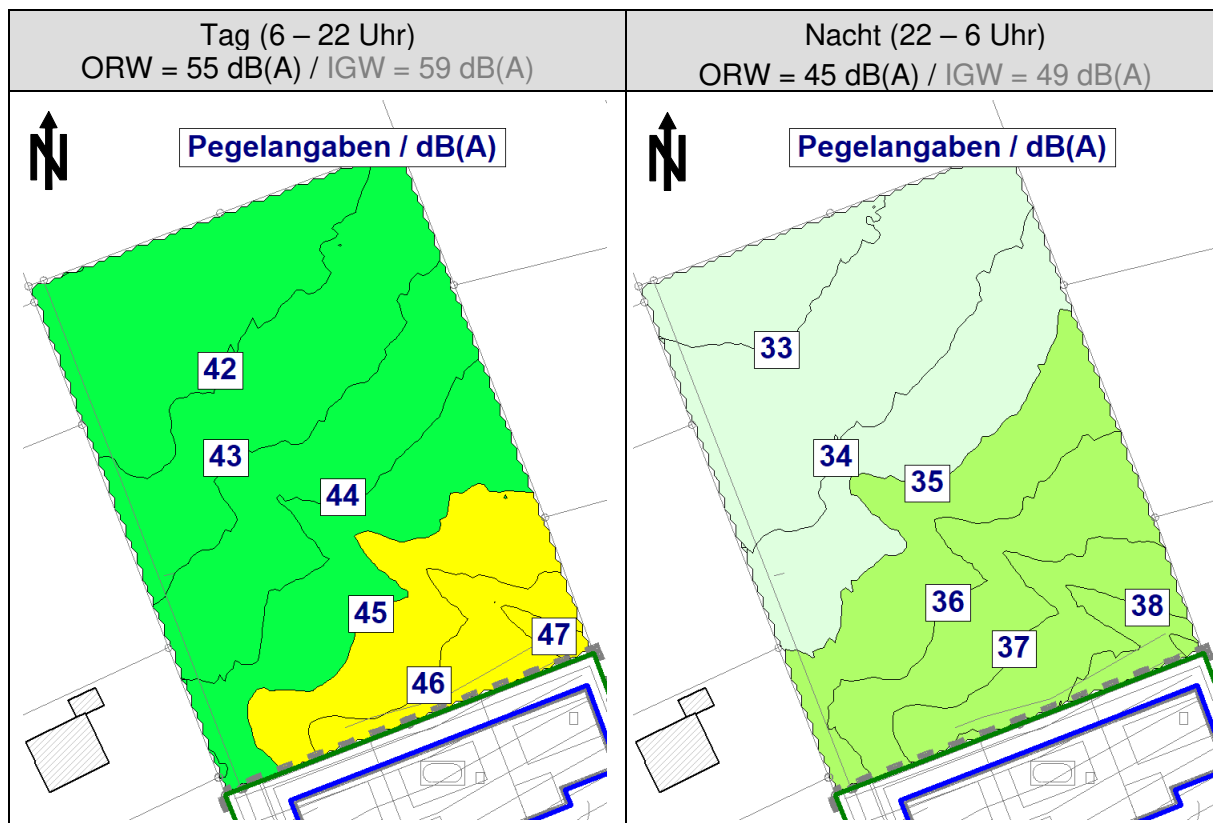 Tag (6 – 22 Uhr)
ORW = 55 dB(A) / IGW = 59 dB(A)
Nacht (22 – 6 Uhr)
ORW = 45 dB(A) / IGW = 49 dB(A)
N
Pegelangaben / dB(A)
42
43
44
45
46
47
N
Pegelangaben / dB(A)
33
34
35
36
37
38